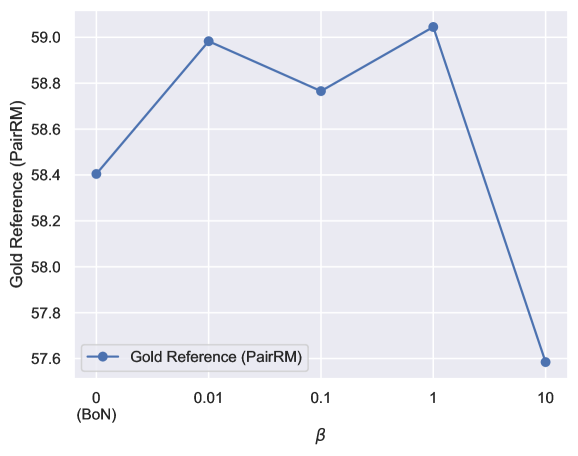 Gold Reference (PairRM)
59.0
58.8
58.6
58.4
58.2
58.0
57.8
57.6
Gold Reference (PairRM)
0 0.01 0.1 1 10
(BoN)
β